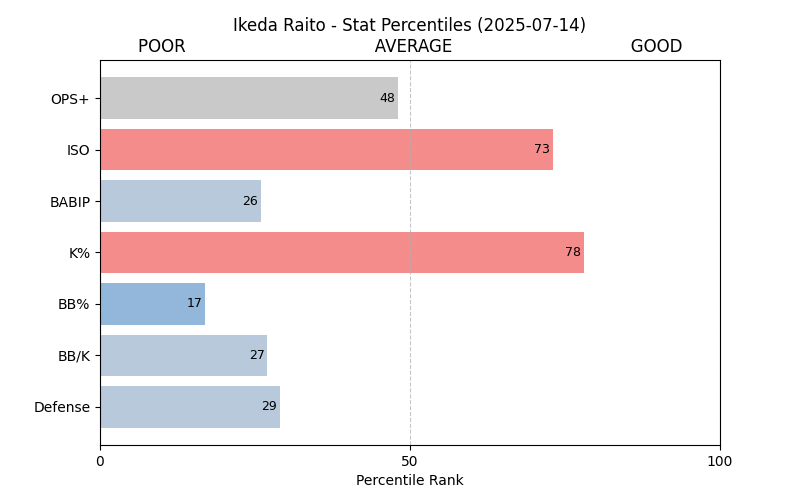 Ikeda Raito - Stat Percentiles (2025-07-14)
POOR AVERAGE GOOD
OPS+ 48
ISO 73
BABIP 26
K% 78
BB% 17
BB/K 27
Defense 29
0 50 100
Percentile Rank